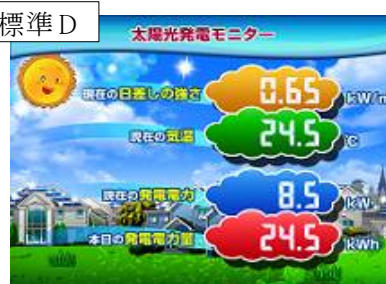 標準D
太陽光発電モニター
現在の日差しの強さ 0.65 kW/㎡
現在の気温 24.5 ℃
現在の発電電力 8.5 kW
本日の発電電力量 24.5 kWh